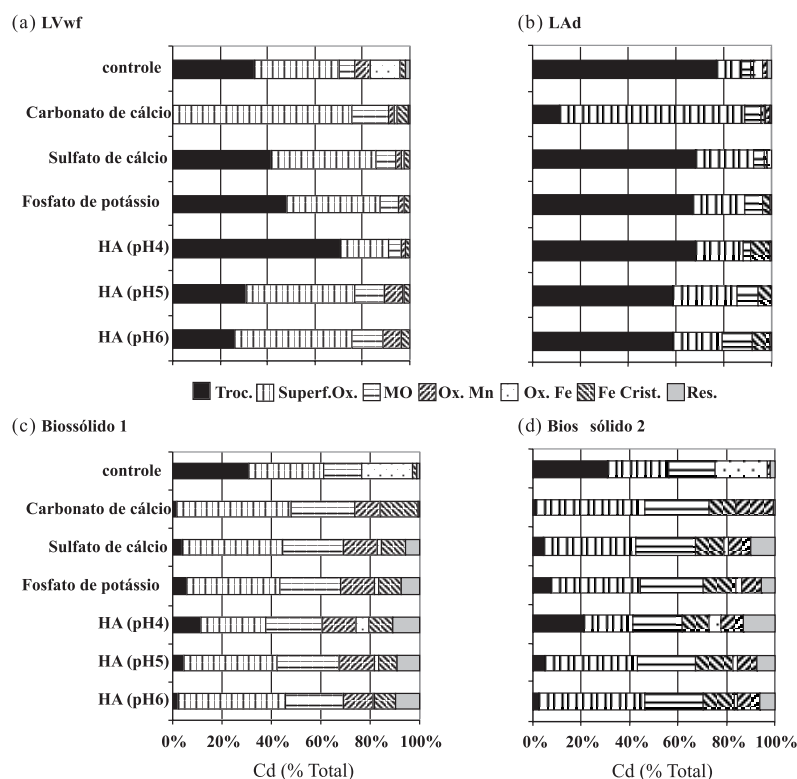 (a) LVwf
(b) LAd
controle
Carbonato de cálcio
Sulfato de cálcio
Fosfato de potássio
HA (pH4)
HA (pH5)
HA (pH6)
Troc. Superf.Ox. MO Ox. Mn Ox. Fe Fe Crist. Res.
(c) Biossólido 1
(d) Bios sólido 2
controle
Carbonato de cálcio
Sulfato de cálcio
Fosfato de potássio
HA (pH4)
HA (pH5)
HA (pH6)
0% 20% 40% 60% 80% 100%
0% 20% 40% 60% 80% 100%
Cd (% Total)
Cd (% Total)